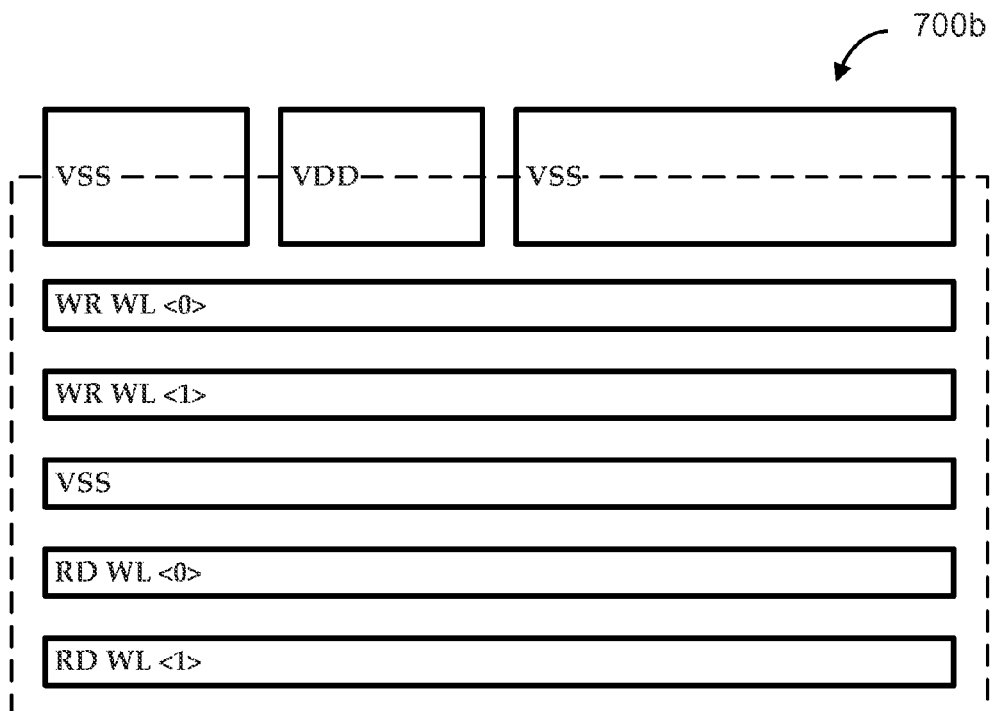 700b
VSS VDD VSS
WR WL <0>
WR WL <1>
VSS
RD WL <0>
RD WL <1>